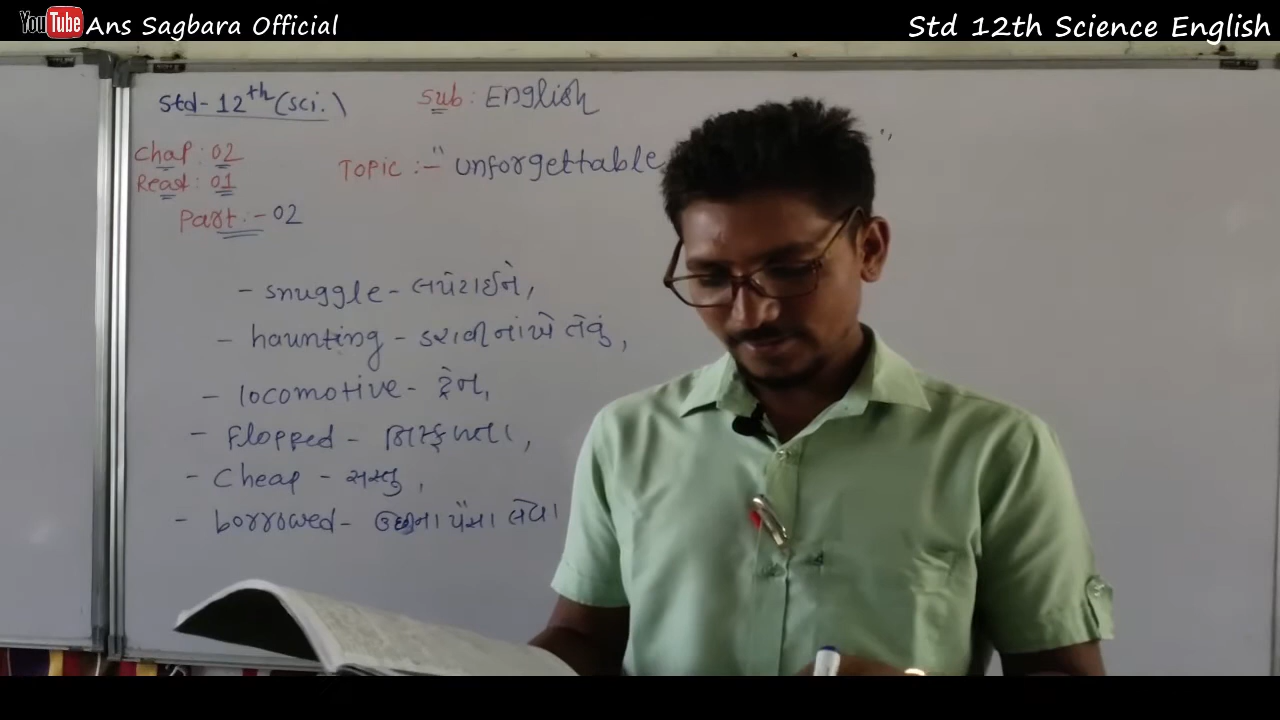 YouTube Ans Sagbara Official
Std 12th Science English
Std-12th (Sci.)
Sub: English
Chap: 02
Topic :- "unforgettable "
Read: 01
Part:-02
- snuggle - લપેટાઈને,
- haunting - ડરાવી નાંખે તેવું,
- locomotive - ટ્રેન,
- Flopped -
- Cheap - સસ્તુ,
- borrowed - ઉછીના પૈસા લેવા